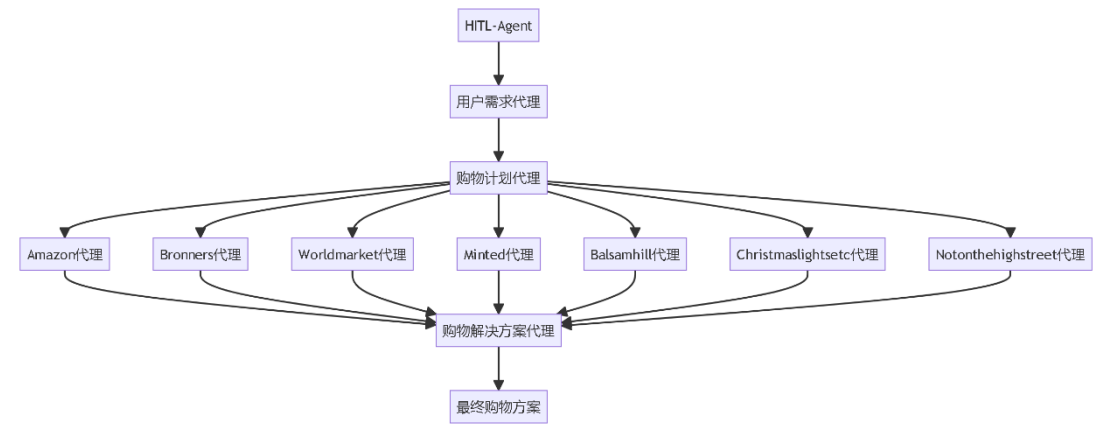 HITL-Agent
用户需求代理
购物计划代理
Amazon代理
Bronners代理
Worldmarket代理
Minted代理
Balsamhill代理
Christmaslightsetc代理
Notonthehighstreet代理
购物解决方案代理
最终购物方案